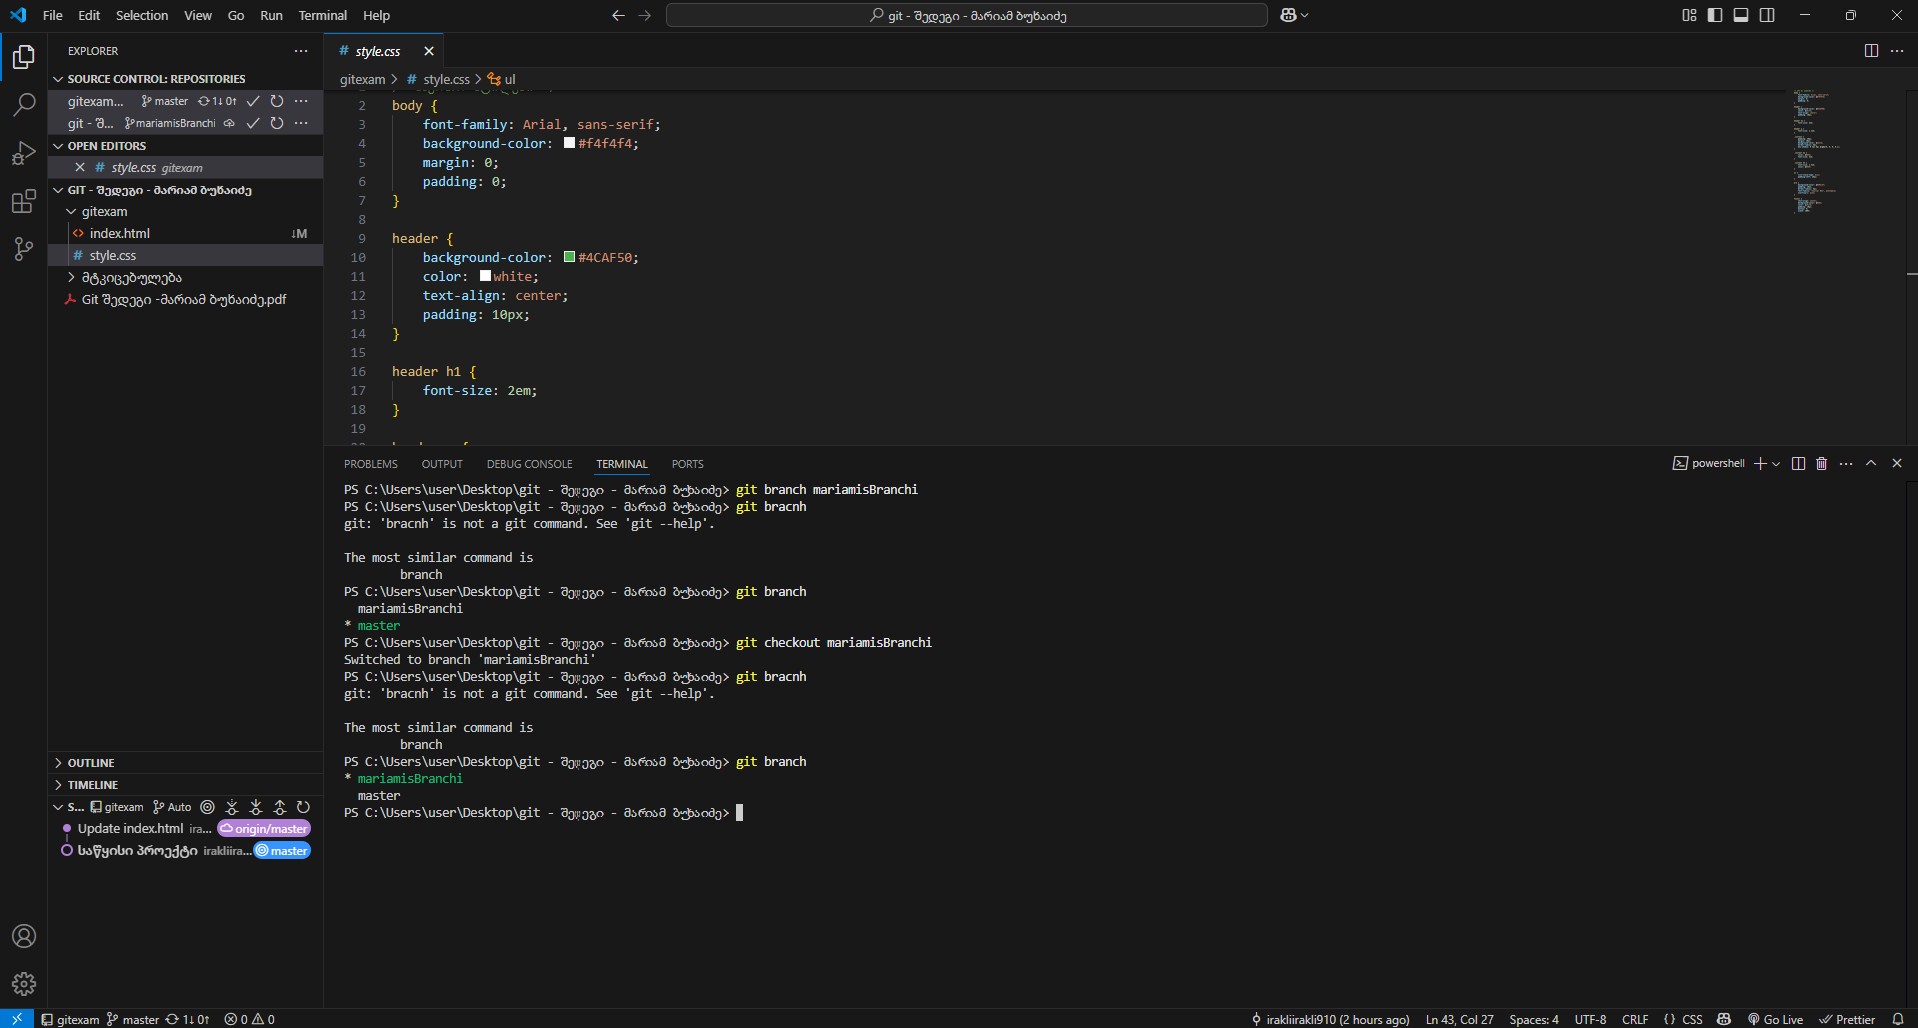 File Edit Selection View Go Run Terminal Help
git - შედეგი - მარიამ ბუხაიძე
EXPLORER
SOURCE CONTROL: REPOSITORIES
gitexam... master 1↓ 0↑
git - შ... mariamisBranchi
OPEN EDITORS
# style.css gitexam
GIT - შედეგი - მარიამ ბუხაიძე
gitexam
index.html ↓M
# style.css
მტკიცებულება
Git შედეგი -მარიამ ბუხაიძე.pdf
OUTLINE
TIMELINE
S... gitexam Auto
Update index.html ira... origin/master
საწყისი პროექტი irakliira... master
# style.css
gitexam > # style.css > ul
2 body {
3 font-family: Arial, sans-serif;
4 background-color: #f4f4f4;
5 margin: 0;
6 padding: 0;
7 }
8
9 header {
10 background-color: #4CAF50;
11 color: white;
12 text-align: center;
13 padding: 10px;
14 }
15
16 header h1 {
17 font-size: 2em;
18 }
19
PROBLEMS OUTPUT DEBUG CONSOLE TERMINAL PORTS
powershell
PS C:\Users\user\Desktop\git - შედეგი - მარიამ ბუხაიძე> git branch mariamisBranchi
PS C:\Users\user\Desktop\git - შედეგი - მარიამ ბუხაიძე> git bracnh
git: 'bracnh' is not a git command. See 'git --help'.
The most similar command is
branch
PS C:\Users\user\Desktop\git - შედეგი - მარიამ ბუხაიძე> git branch
mariamisBranchi
* master
PS C:\Users\user\Desktop\git - შედეგი - მარიამ ბუხაიძე> git checkout mariamisBranchi
Switched to branch 'mariamisBranchi'
PS C:\Users\user\Desktop\git - შედეგი - მარიამ ბუხაიძე> git bracnh
git: 'bracnh' is not a git command. See 'git --help'.
The most similar command is
branch
PS C:\Users\user\Desktop\git - შედეგი - მარიამ ბუხაიძე> git branch
* mariamisBranchi
master
PS C:\Users\user\Desktop\git - შედეგი - მარიამ ბუხაიძე>
gitexam master 1↓ 0↑ 0 0
irakliirakli910 (2 hours ago) Ln 43, Col 27 Spaces: 4 UTF-8 CRLF {} CSS Go Live Prettier